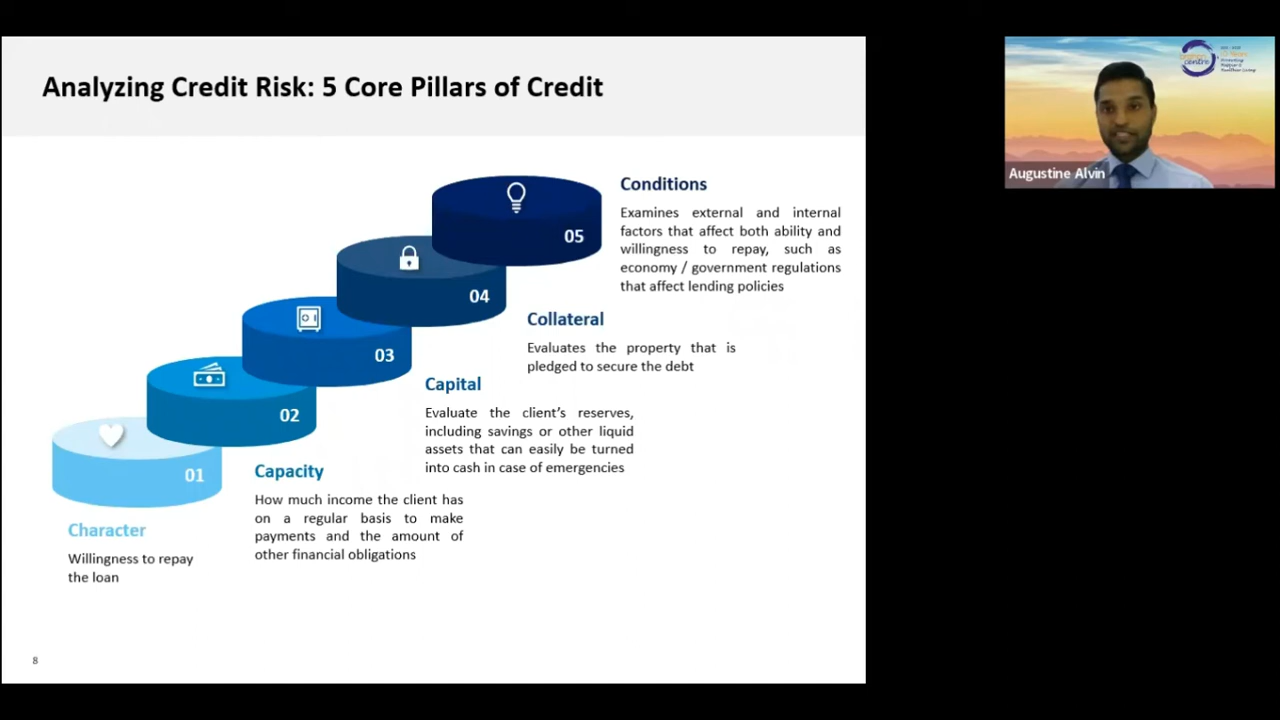 Analyzing Credit Risk: 5 Core Pillars of Credit
05
Conditions
Examines external and internal
factors that affect both ability and
willingness to repay, such as
economy / government regulations
that affect lending policies
04
Collateral
Evaluates the property that is
pledged to secure the debt
03
Capital
Evaluate the client's reserves,
including savings or other liquid
assets that can easily be turned
into cash in case of emergencies
02
Capacity
How much income the client has
on a regular basis to make
payments and the amount of
other financial obligations
01
Character
Willingness to repay
the loan
8
centre
Augustine Alvin